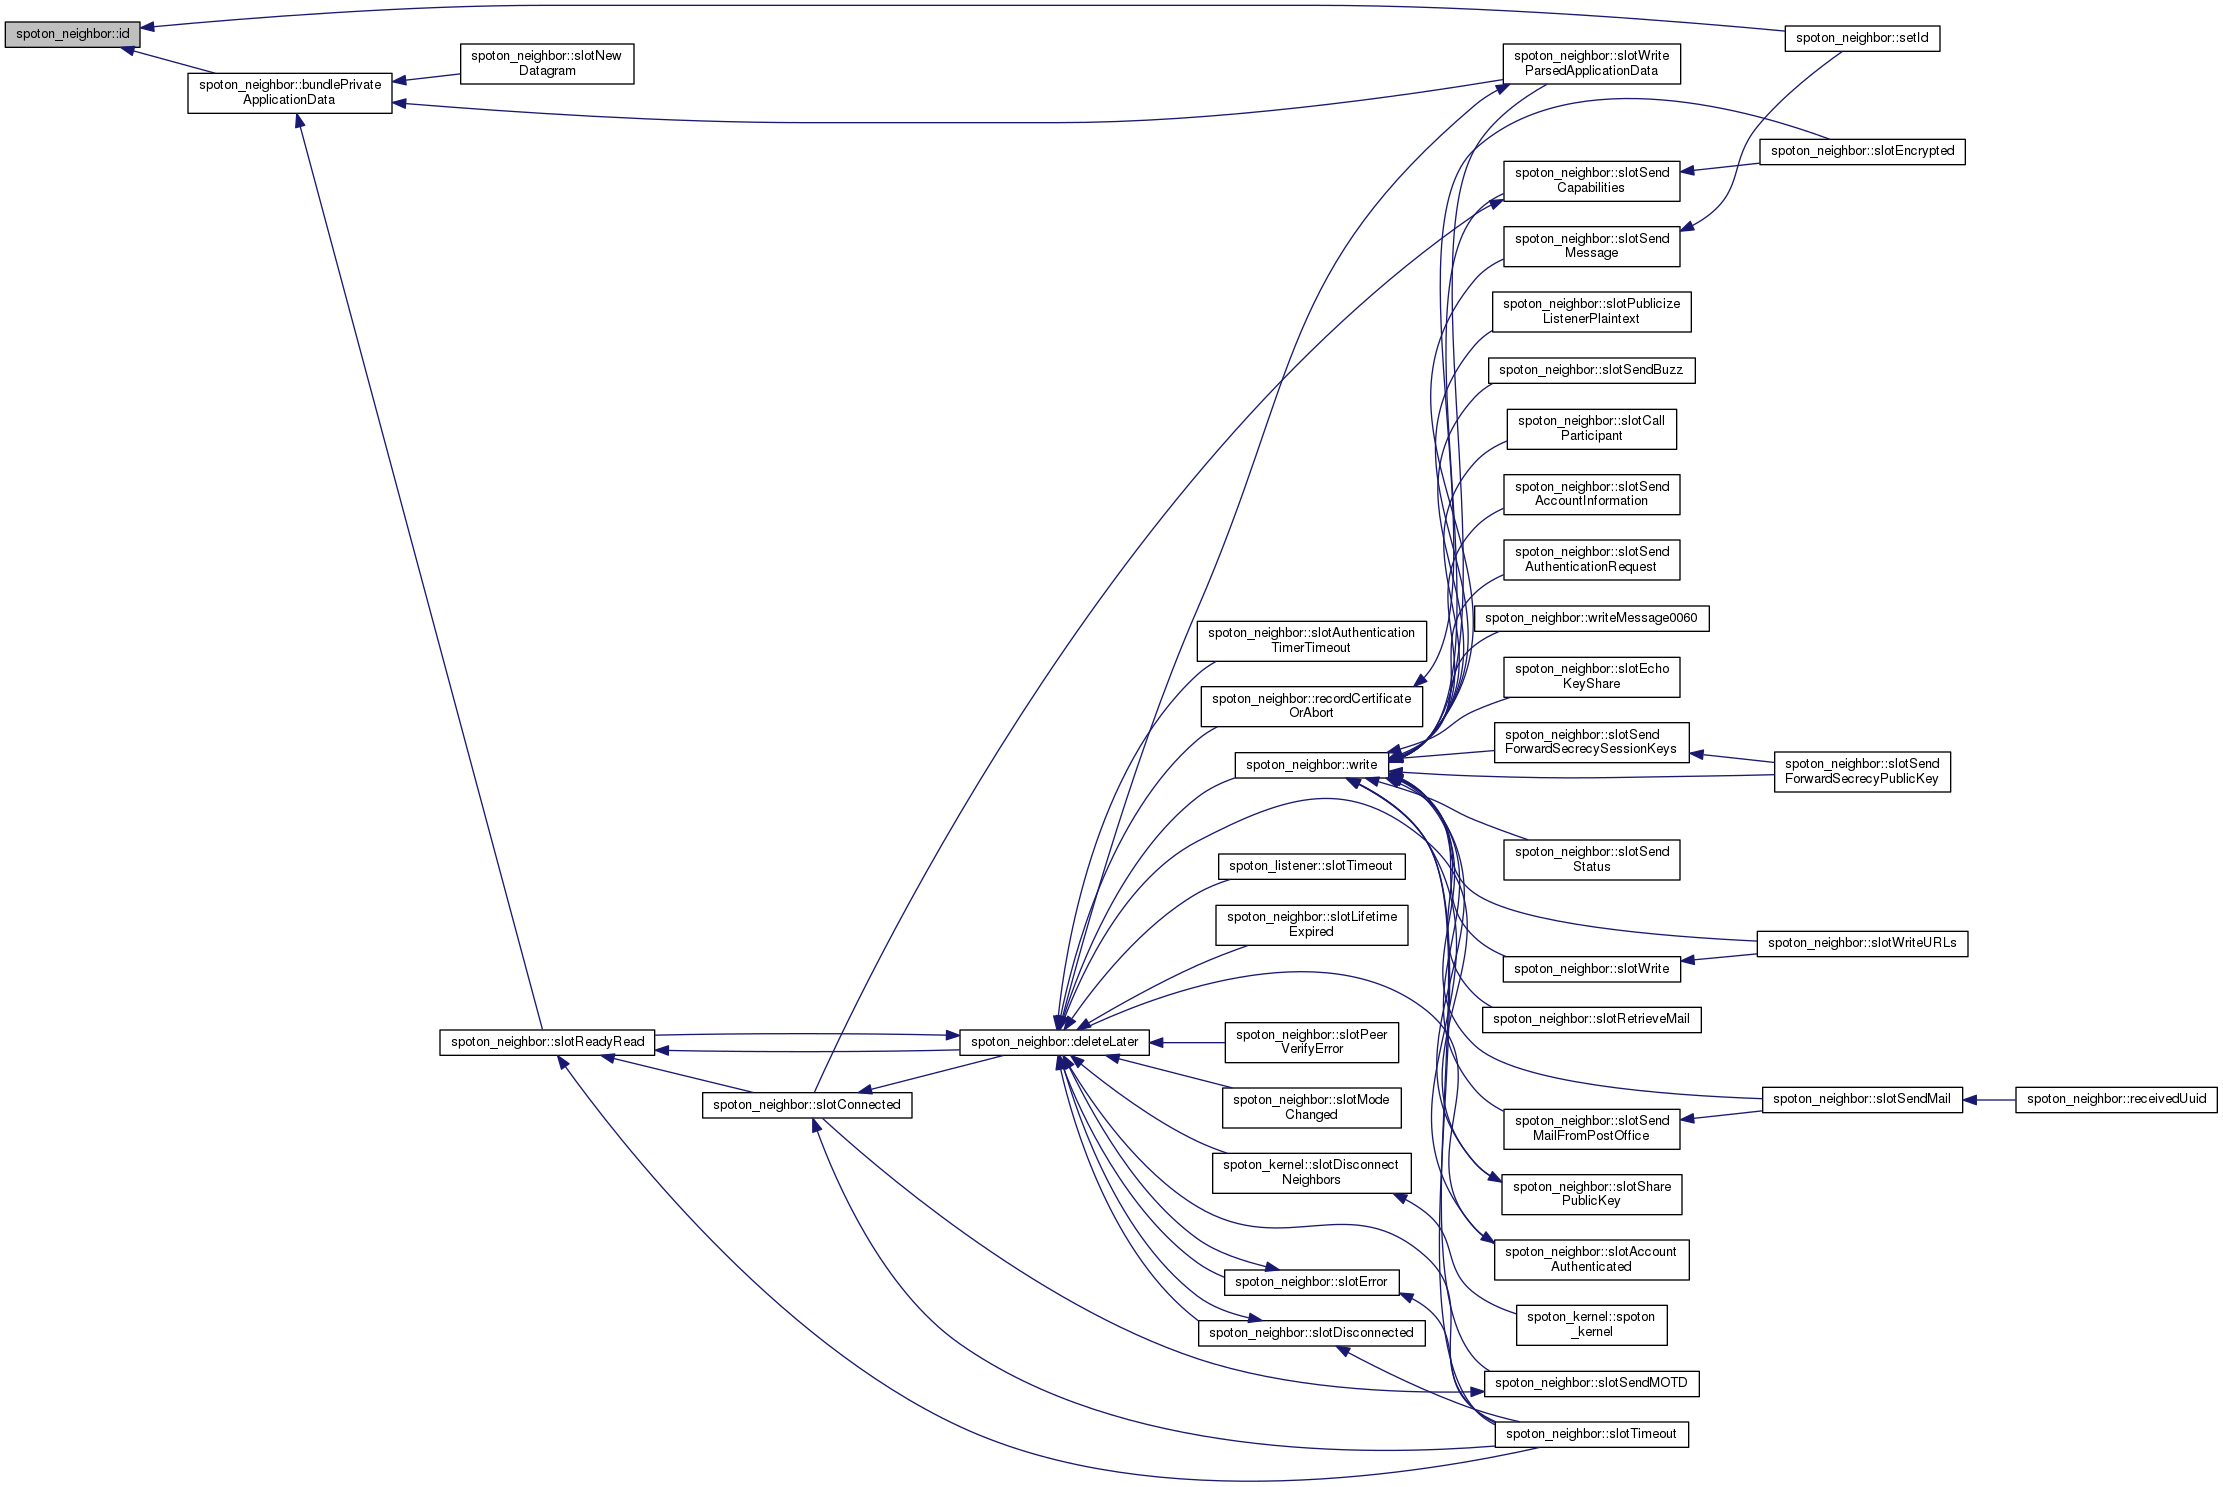 spoton_neighbor::id
spoton_neighbor::bundlePrivate
ApplicationData
spoton_neighbor::slotNew
Datagram
spoton_neighbor::slotReadyRead
spoton_neighbor::slotConnected
spoton_neighbor::deleteLater
spoton_neighbor::slotAuthentication
TimerTimeout
spoton_neighbor::recordCertificate
OrAbort
spoton_neighbor::write
spoton_listener::slotTimeout
spoton_neighbor::slotLifetime
Expired
spoton_neighbor::slotPeer
VerifyError
spoton_neighbor::slotMode
Changed
spoton_kernel::slotDisconnect
Neighbors
spoton_neighbor::slotError
spoton_neighbor::slotDisconnected
spoton_neighbor::slotWrite
ParsedApplicationData
spoton_neighbor::slotSend
Capabilities
spoton_neighbor::slotSend
Message
spoton_neighbor::slotPublicize
ListenerPlaintext
spoton_neighbor::slotSendBuzz
spoton_neighbor::slotCall
Participant
spoton_neighbor::slotSend
AccountInformation
spoton_neighbor::slotSend
AuthenticationRequest
spoton_neighbor::writeMessage0060
spoton_neighbor::slotEcho
KeyShare
spoton_neighbor::slotSend
ForwardSecrecySessionKeys
spoton_neighbor::slotSend
Status
spoton_neighbor::slotWrite
spoton_neighbor::slotRetrieveMail
spoton_neighbor::slotSend
MailFromPostOffice
spoton_neighbor::slotShare
PublicKey
spoton_neighbor::slotAccount
Authenticated
spoton_kernel::spoton
_kernel
spoton_neighbor::slotSendMOTD
spoton_neighbor::slotTimeout
spoton_neighbor::setId
spoton_neighbor::slotEncrypted
spoton_neighbor::slotSend
ForwardSecrecyPublicKey
spoton_neighbor::slotWriteURLs
spoton_neighbor::slotSendMail
spoton_neighbor::receivedUuid